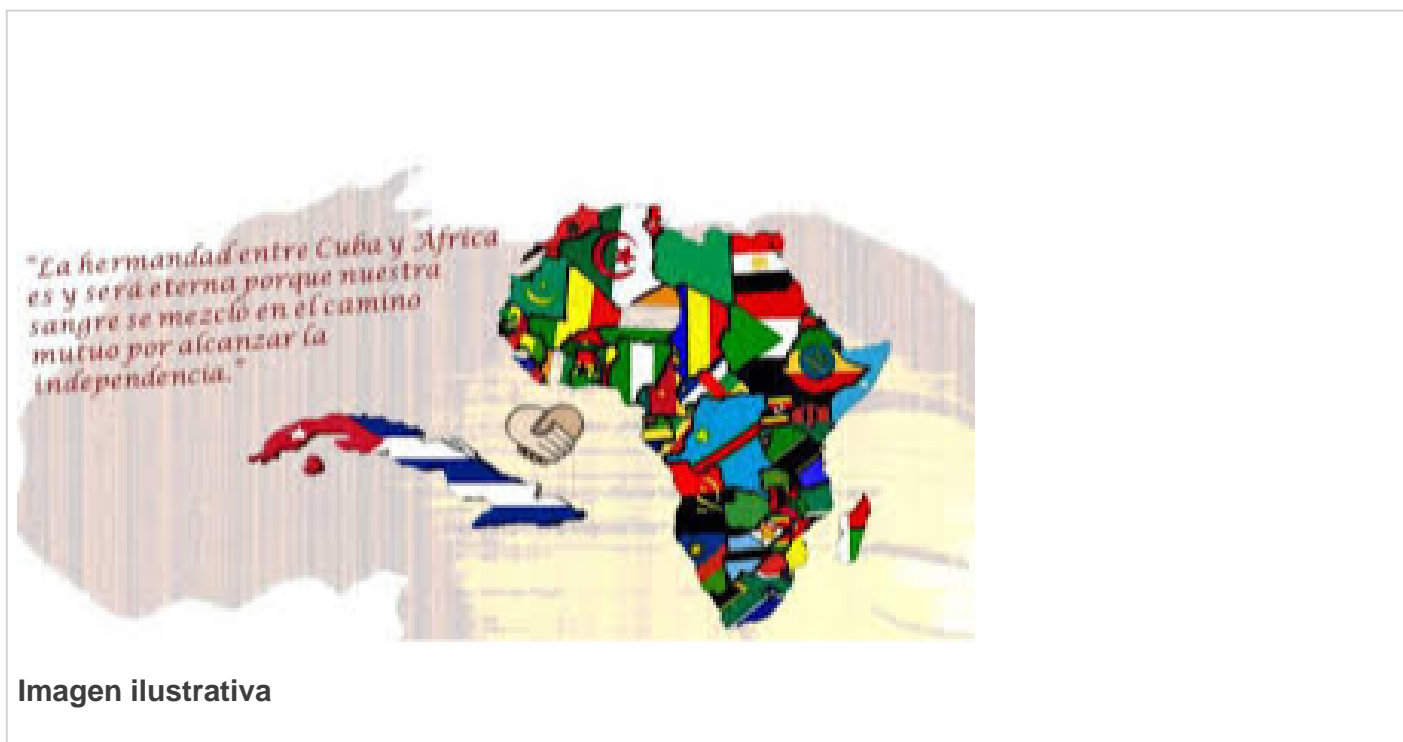 "La hermandad entre Cuba y África
es y será eterna porque nuestra
sangre se mezcló en el camino
mutuo por alcanzar la
independencia."
Imagen ilustrativa